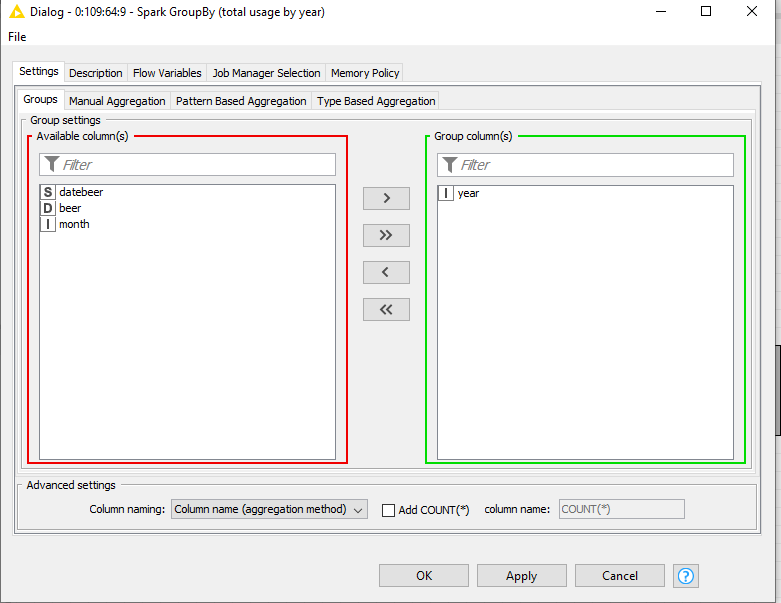 Dialog - 0:109:64:9 - Spark GroupBy (total usage by year)
File
Settings Description Flow Variables Job Manager Selection Memory Policy
Groups Manual Aggregation Pattern Based Aggregation Type Based Aggregation
Group settings
Available column(s) Group column(s)
Filter Filter
S datebeer I year
D beer
I month
>
>>
<
<<
Advanced settings
Column naming: Column name (aggregation method) Add COUNT(*) column name: COUNT(*)
OK Apply Cancel ?